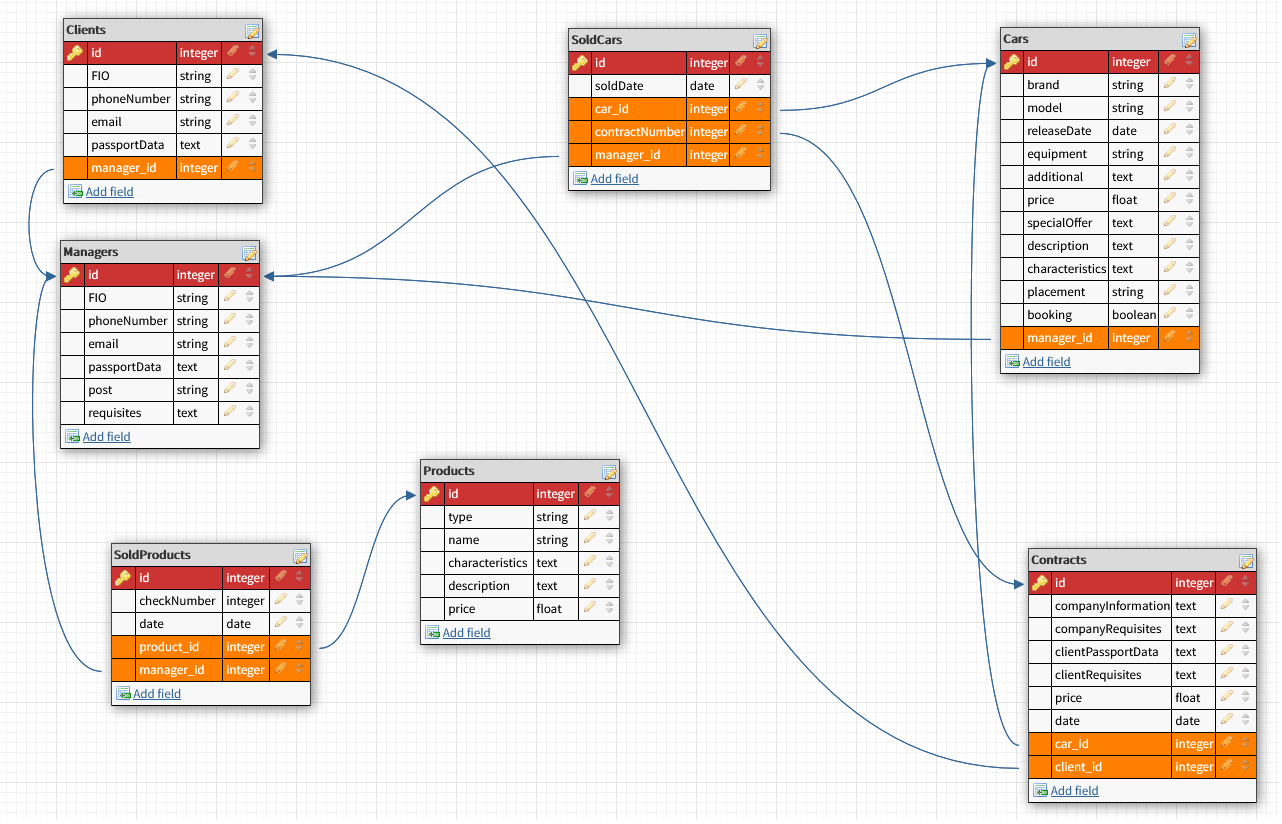 Clients
id integer
FIO string
phoneNumber string
email string
passportData text
manager_id integer
Add field
SoldCars
id integer
soldDate date
car_id integer
contractNumber integer
manager_id integer
Add field
Cars
id integer
brand string
model string
releaseDate date
equipment string
additional text
price float
specialOffer text
description text
characteristics text
placement string
booking boolean
manager_id integer
Add field
Managers
id integer
FIO string
phoneNumber string
email string
passportData text
post string
requisites text
Add field
Products
id integer
type string
name string
characteristics text
description text
price float
Add field
SoldProducts
id integer
checkNumber integer
date date
product_id integer
manager_id integer
Add field
Contracts
id integer
companyInformation text
companyRequisites text
clientPassportData text
clientRequisites text
price float
date date
car_id integer
client_id integer
Add field